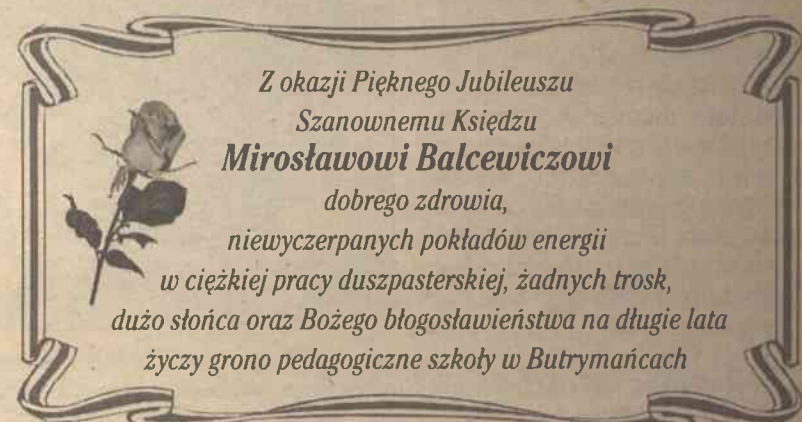 Z okazji Pięknego Jubileuszu
Szanownemu Księdzu
Mirosławowi Balcewiczowi
dobrego zdrowia,
niewyczerpanych pokładów energii
w ciężkiej pracy duszpasterskiej, żadnych trosk,
dużo słońca oraz Bożego błogosławieństwa na długie lata
życzy grono pedagogiczne szkoły w Butrymańcach